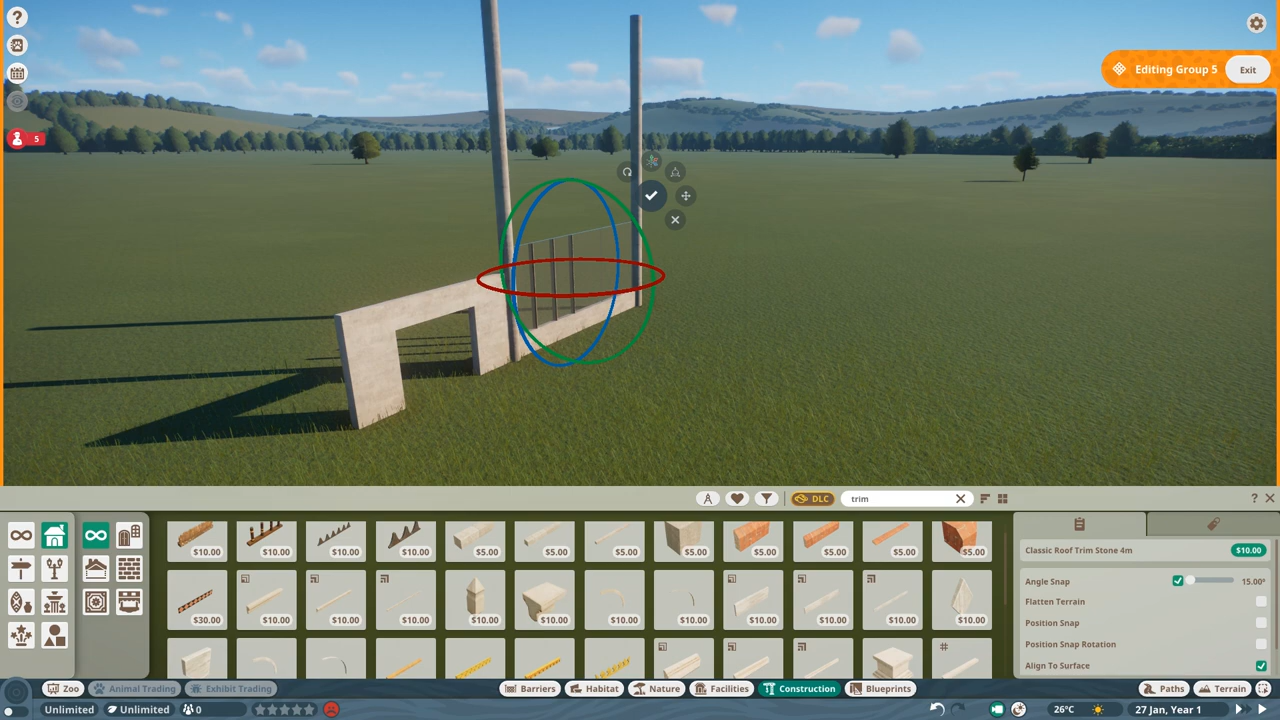 ?
Editing Group 5
Exit
5
DLC
trim
?
$10.00 $10.00 $10.00 $10.00 $5.00 $5.00 $5.00 $5.00 $5.00 $5.00 $5.00 $5.00
$30.00 $10.00 $10.00 $10.00 $10.00 $10.00 $10.00 $10.00 $10.00 $10.00 $10.00 $10.00
Classic Roof Trim Stone 4m
$10.00
Angle Snap
15.00°
Flatten Terrain
Position Snap
Position Snap Rotation
Align To Surface
Zoo
Animal Trading
Exhibit Trading
Barriers
Habitat
Nature
Facilities
Construction
Blueprints
Paths
Terrain
Unlimited
Unlimited
0
26°C
27 Jan, Year 1